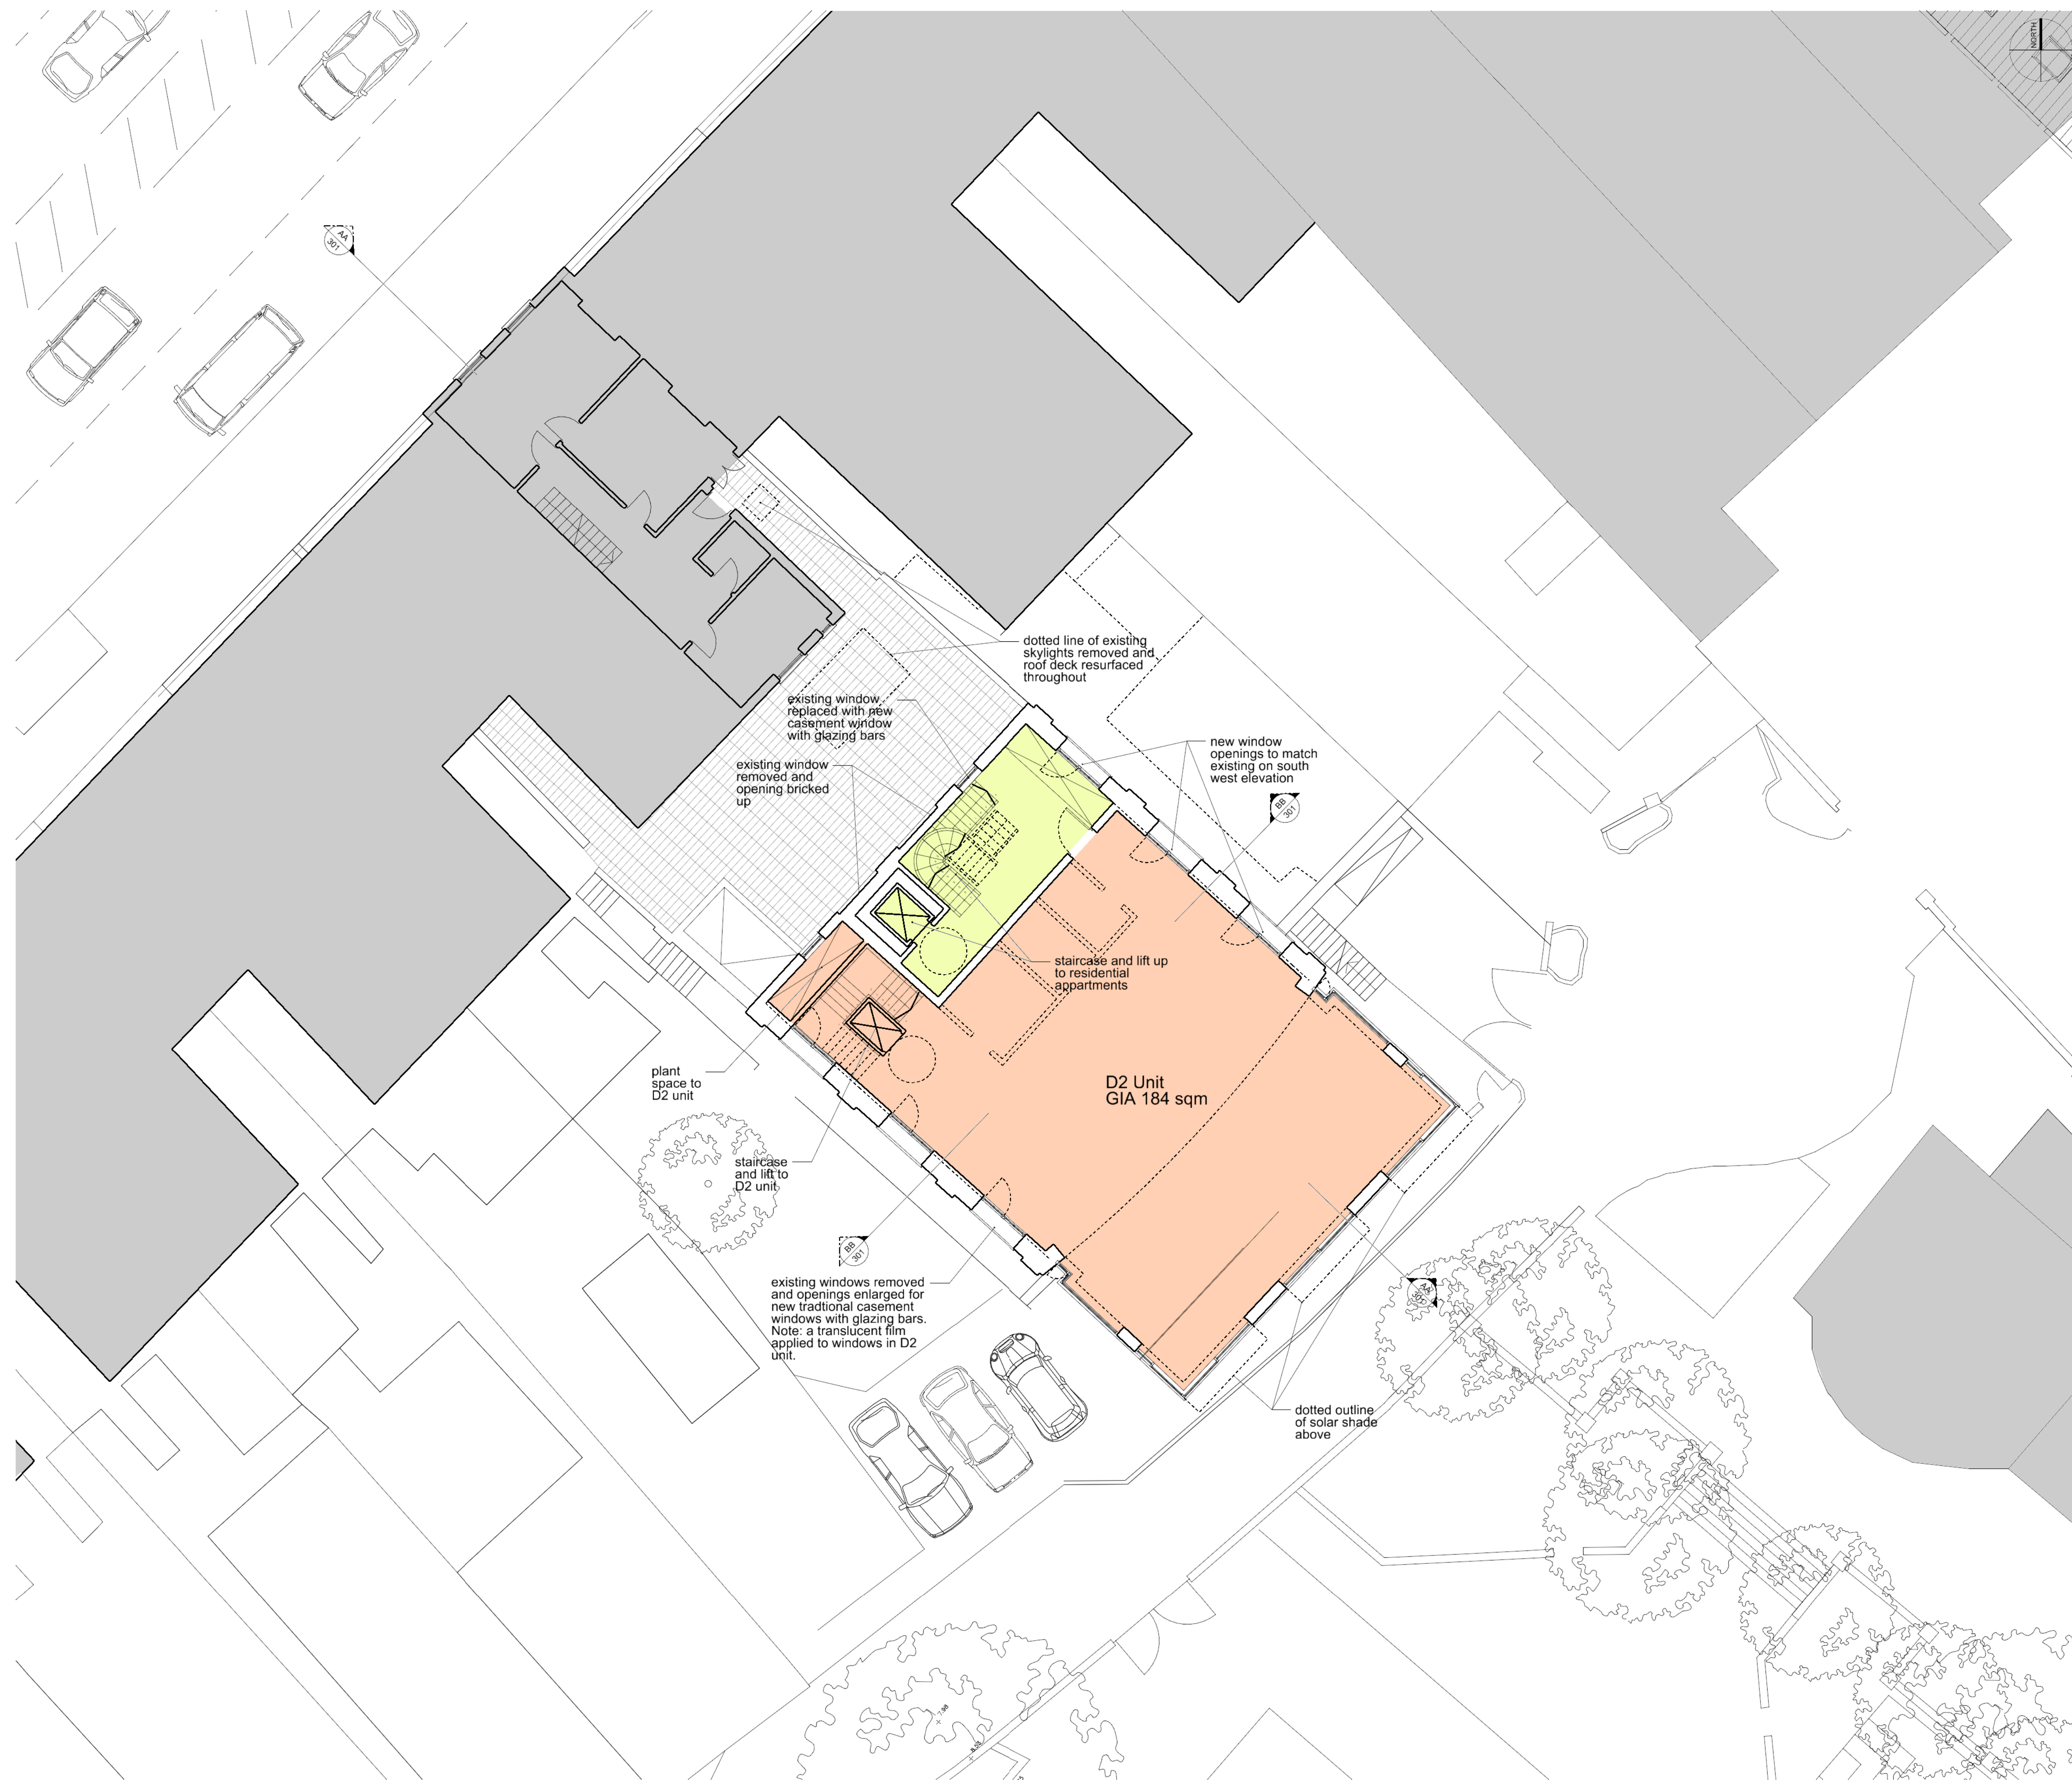 NORTH
AA
301
dotted line of existing
skylights removed and
roof deck resurfaced
throughout
existing window
replaced with new
casement window
with glazing bars
new window
openings to match
existing on south
west elevation
existing window
removed and
opening bricked
up
BB
301
staircase and lift up
to residential
appartments
plant
space to
D2 unit
D2 Unit
GIA 184 sqm
staircase
and lift to
D2 unit
BB
301
existing windows removed
and openings enlarged for
new tradtional casement
windows with glazing bars.
Note: a translucent film
applied to windows in D2
unit.
AA
dotted outline
of solar shade
above
7.98